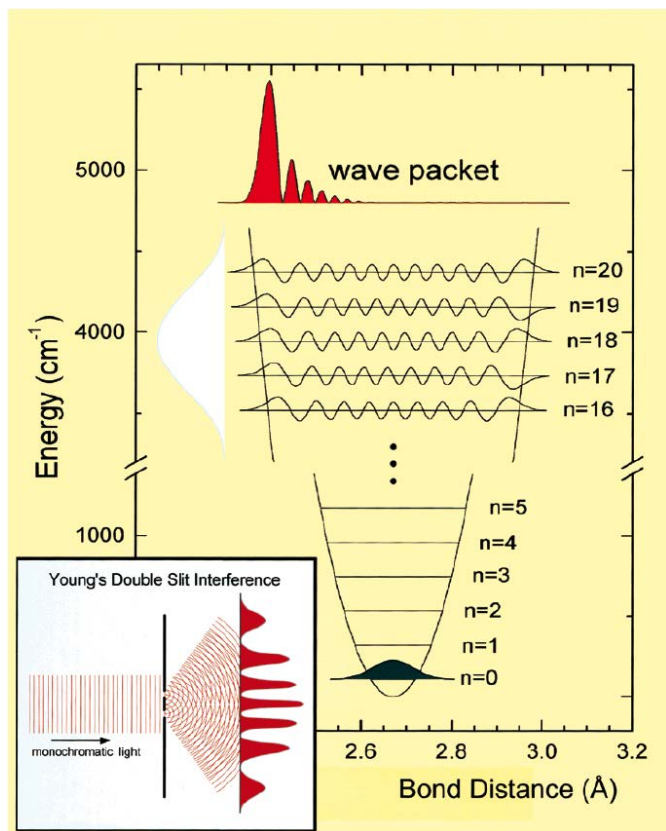 5000
wave packet
n=20
n=19
4000
n=18
n=17
n=16
Energy (cm⁻¹)
n=5
1000
n=4
n=3
n=2
n=1
n=0
Young's Double Slit Interference
monochromatic light
2.6
2.8
3.0
3.2
Bond Distance (Å)